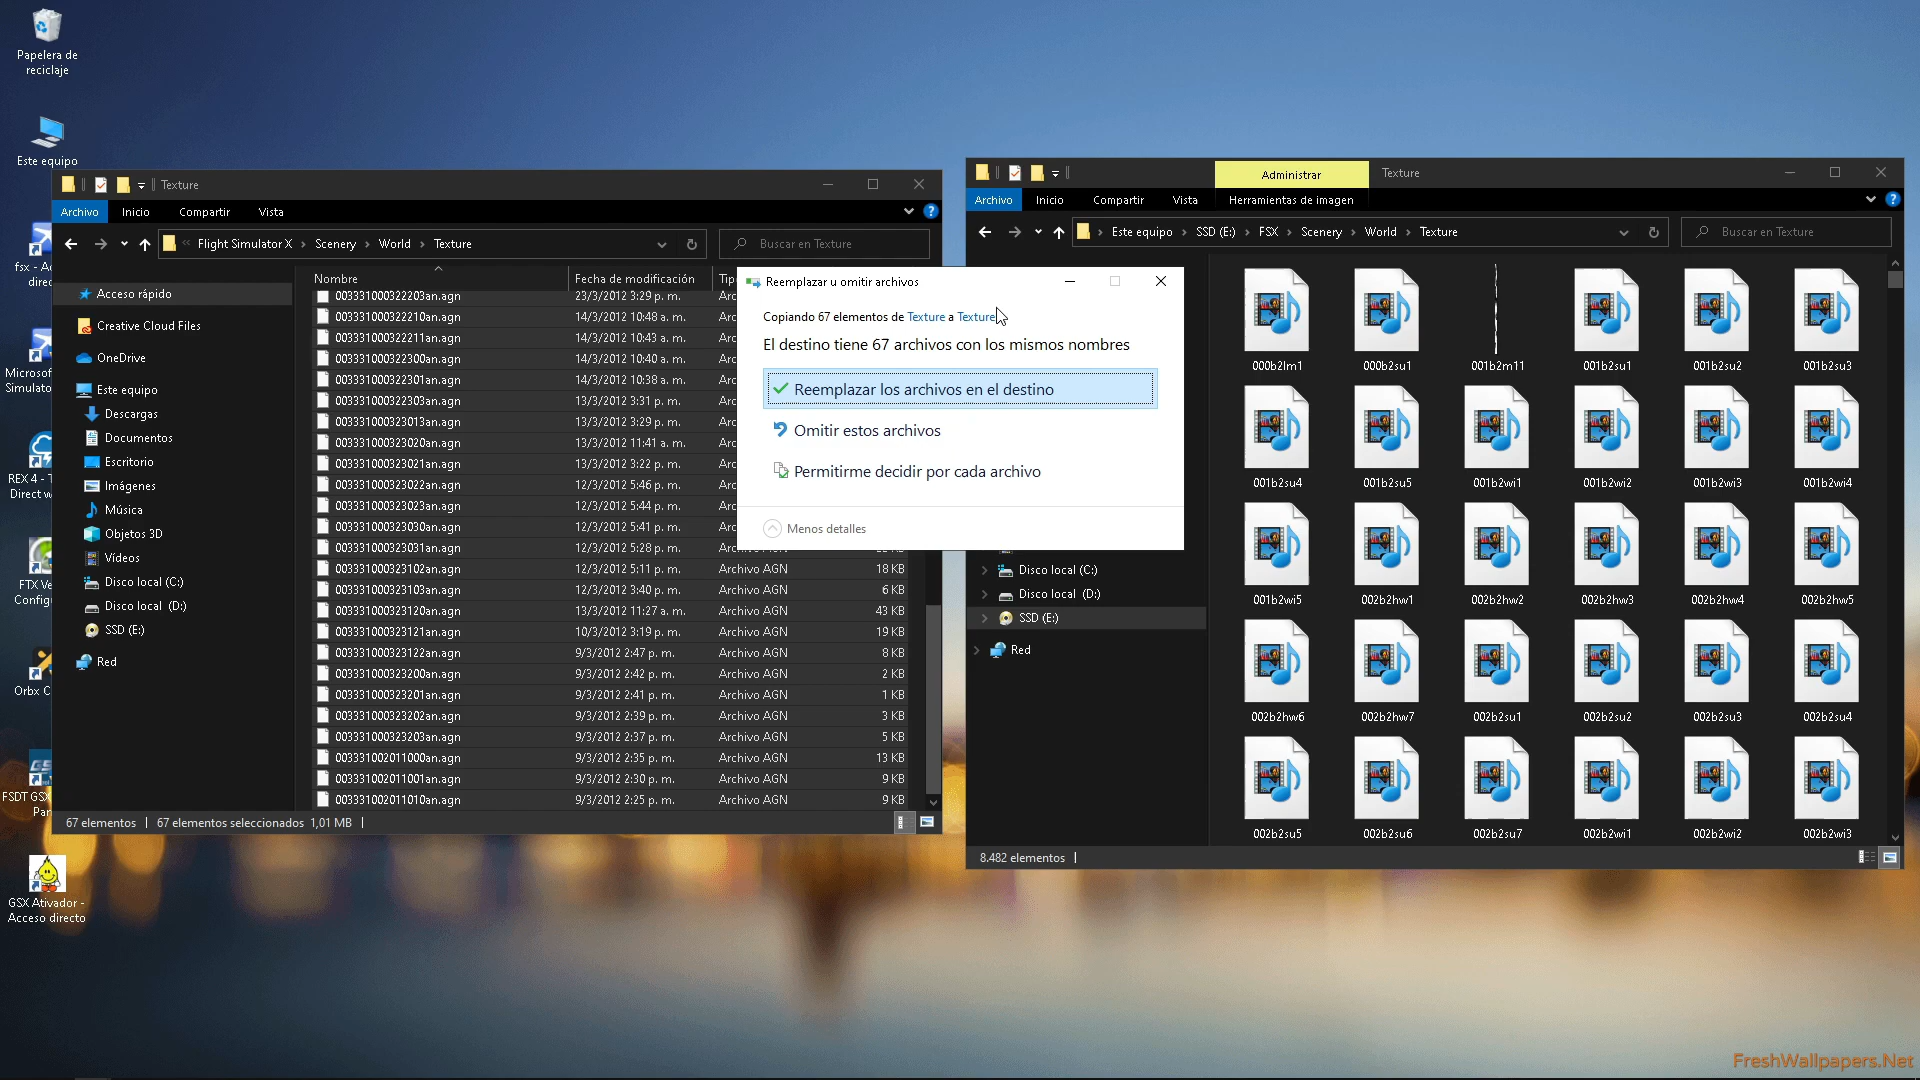 Papelera de
reciclaje
Este equipo
fsx - Ac
direc
Microsof
Simulato
REX 4 - T
Direct w
FTX Ve
Config
Orbx C
FSDT GSX
Par
GSX Ativador -
Acceso directo
Texture
Archivo
Inicio
Compartir
Vista
Flight Simulator X › Scenery › World › Texture
Buscar en Texture
Acceso rápido
Creative Cloud Files
OneDrive
Este equipo
Descargas
Documentos
Escritorio
Imágenes
Música
Objetos 3D
Vídeos
Disco local (C:)
Disco local (D:)
SSD (E:)
Red
Nombre Fecha de modificación Tip
003331000322203an.agn 23/3/2012 3:29 p. m. Arc
003331000322210an.agn 14/3/2012 10:48 a. m. Arc
003331000322211an.agn 14/3/2012 10:43 a. m. Arc
003331000322300an.agn 14/3/2012 10:40 a. m. Arc
003331000322301an.agn 14/3/2012 10:38 a. m. Arc
003331000322303an.agn 13/3/2012 3:31 p. m. Arc
003331000323013an.agn 13/3/2012 3:29 p. m. Arc
003331000323020an.agn 13/3/2012 11:41 a. m. Arc
003331000323021an.agn 13/3/2012 3:22 p. m. Arc
003331000323022an.agn 12/3/2012 5:46 p. m. Arc
003331000323023an.agn 12/3/2012 5:44 p. m. Arc
003331000323030an.agn 12/3/2012 5:41 p. m. Arc
003331000323031an.agn 12/3/2012 5:28 p. m.
003331000323102an.agn 12/3/2012 5:11 p. m. Archivo AGN 18 KB
003331000323103an.agn 12/3/2012 3:40 p. m. Archivo AGN 6 KB
003331000323120an.agn 13/3/2012 11:27 a. m. Archivo AGN 43 KB
003331000323121an.agn 10/3/2012 3:19 p. m. Archivo AGN 19 KB
003331000323122an.agn 9/3/2012 2:47 p. m. Archivo AGN 8 KB
003331000323200an.agn 9/3/2012 2:42 p. m. Archivo AGN 2 KB
003331000323201an.agn 9/3/2012 2:41 p. m. Archivo AGN 1 KB
003331000323202an.agn 9/3/2012 2:39 p. m. Archivo AGN 3 KB
003331000323203an.agn 9/3/2012 2:37 p. m. Archivo AGN 5 KB
003331002011000an.agn 9/3/2012 2:35 p. m. Archivo AGN 13 KB
003331002011001an.agn 9/3/2012 2:30 p. m. Archivo AGN 9 KB
003331002011010an.agn 9/3/2012 2:25 p. m. Archivo AGN 9 KB
67 elementos 67 elementos seleccionados 1,01 MB
Reemplazar u omitir archivos
Copiando 67 elementos de Texture a Texture
El destino tiene 67 archivos con los mismos nombres
Reemplazar los archivos en el destino
Omitir estos archivos
Permitirme decidir por cada archivo
Menos detalles
Administrar
Texture
Archivo
Inicio
Compartir
Vista
Herramientas de imagen
Este equipo › SSD (E:) › FSX › Scenery › World › Texture
Buscar en Texture
Disco local (C:)
Disco local (D:)
SSD (E:)
Red
000b2lm1 000b2su1 001b2m11 001b2su1 001b2su2 001b2su3
001b2su4 001b2su5 001b2wi1 001b2wi2 001b2wi3 001b2wi4
001b2wi5 002b2hw1 002b2hw2 002b2hw3 002b2hw4 002b2hw5
002b2hw6 002b2hw7 002b2su1 002b2su2 002b2su3 002b2su4
002b2su5 002b2su6 002b2su7 002b2wi1 002b2wi2 002b2wi3
8.482 elementos
FreshWallpapers.Net